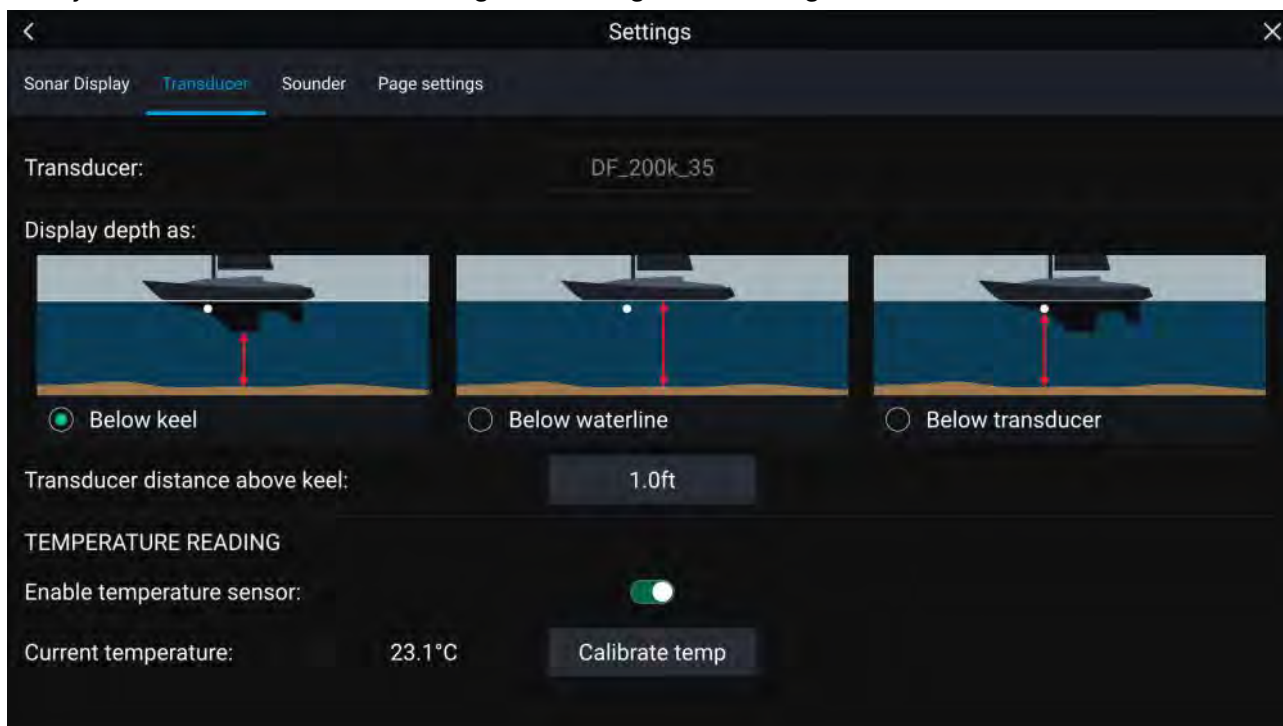 Settings
Sonar Display Transducer Sounder Page settings
Transducer: DF_200k_35
Display depth as:
Below keel Below waterline Below transducer
Transducer distance above keel: 1.0ft
TEMPERATURE READING
Enable temperature sensor:
Current temperature: 23.1°C Calibrate temp